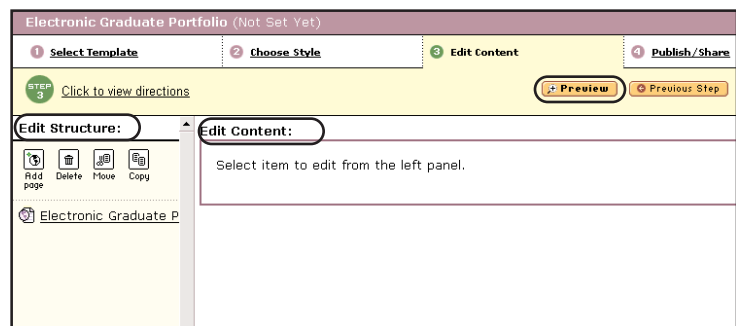 Electronic Graduate Portfolio (Not Set Yet)
1 Select Template 2 Choose Style 3 Edit Content 4 Publish/Share
STEP 3 Click to view directions Preview Previous Step
Edit Structure: Edit Content:
Add page Delete Move Copy
Select item to edit from the left panel.
Electronic Graduate P